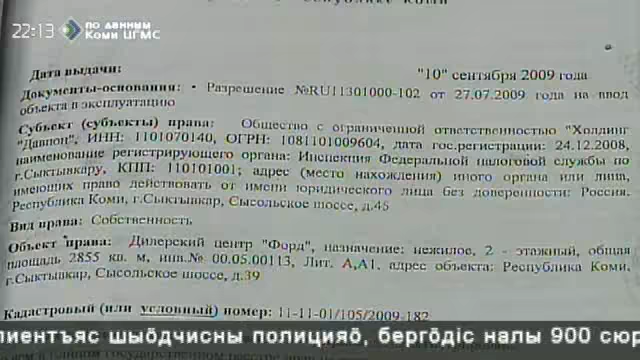 22:13 по данным
Коми ЦГМС
Дата выдачи: "10" сентября 2009 года
Документы-основания: • Разрешение №RU11301000-102 от 27.07.2009 года на ввод
объекта в эксплуатацию
Субъект (субъекты) права: Общество с ограниченной ответственностью "Холдинг
"Давпон", ИНН: 1101070140, ОГРН: 1081101009604, дата гос.регистрации: 24.12.2008,
наименование регистрирующего органа: Инспекция Федеральной налоговой службы по
г.Сыктывкару, КПП: 110101001; адрес (место нахождения) иного органа или лица,
имеющих право действовать от имени юридического лица без доверенности: Россия.
Республика Коми, г.Сыктывкар, Сысольское шоссе, д.45
Вид права: Собственность
Объект права: Дилерский центр "Форд", назначение: нежилое, 2 - этажный, общая
площадь 2855 кв. м, инв.№ 00.05.00113, Лит. А,А1, адрес объекта: Республика Коми,
г.Сыктывкар, Сысольское шоссе, д.39
Кадастровый (или условный) номер: 11-11-01/105/2009-182
лиентъяс шыӧдчисны полицияӧ, бергӧдіс налы 900 сюр